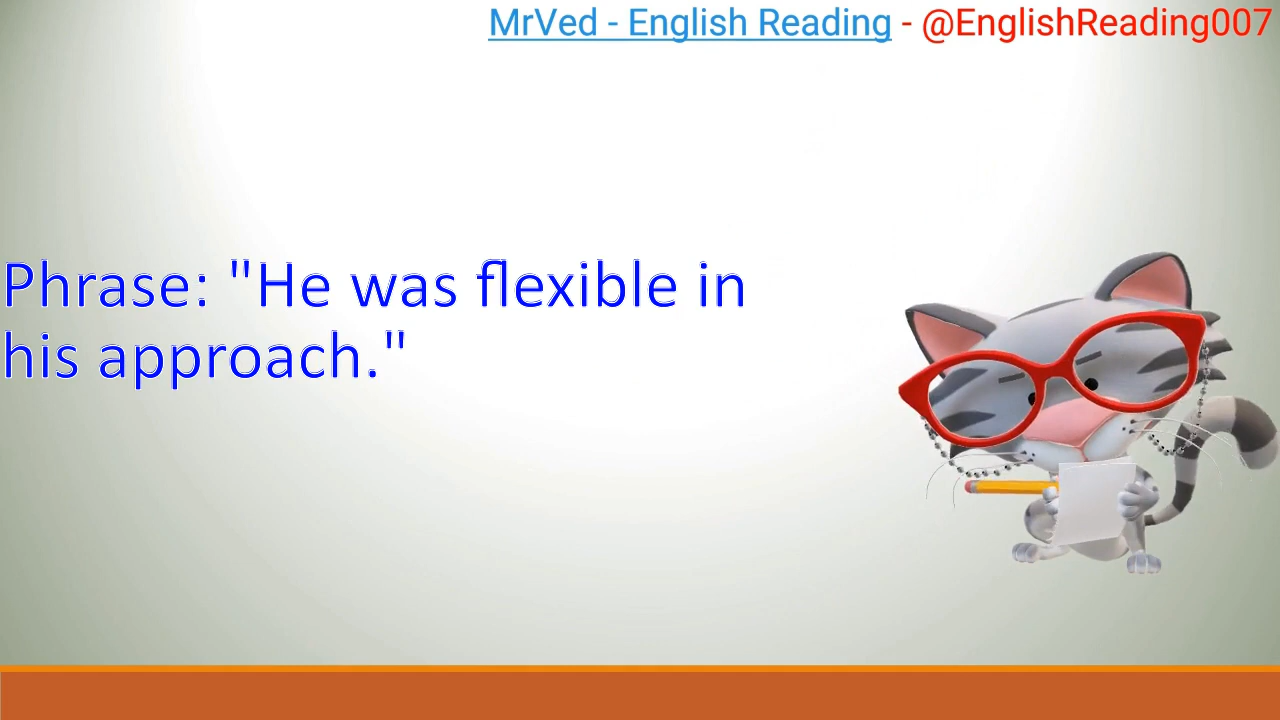 MrVed - English Reading - @EnglishReading007
Phrase: "He was flexible in
his approach."